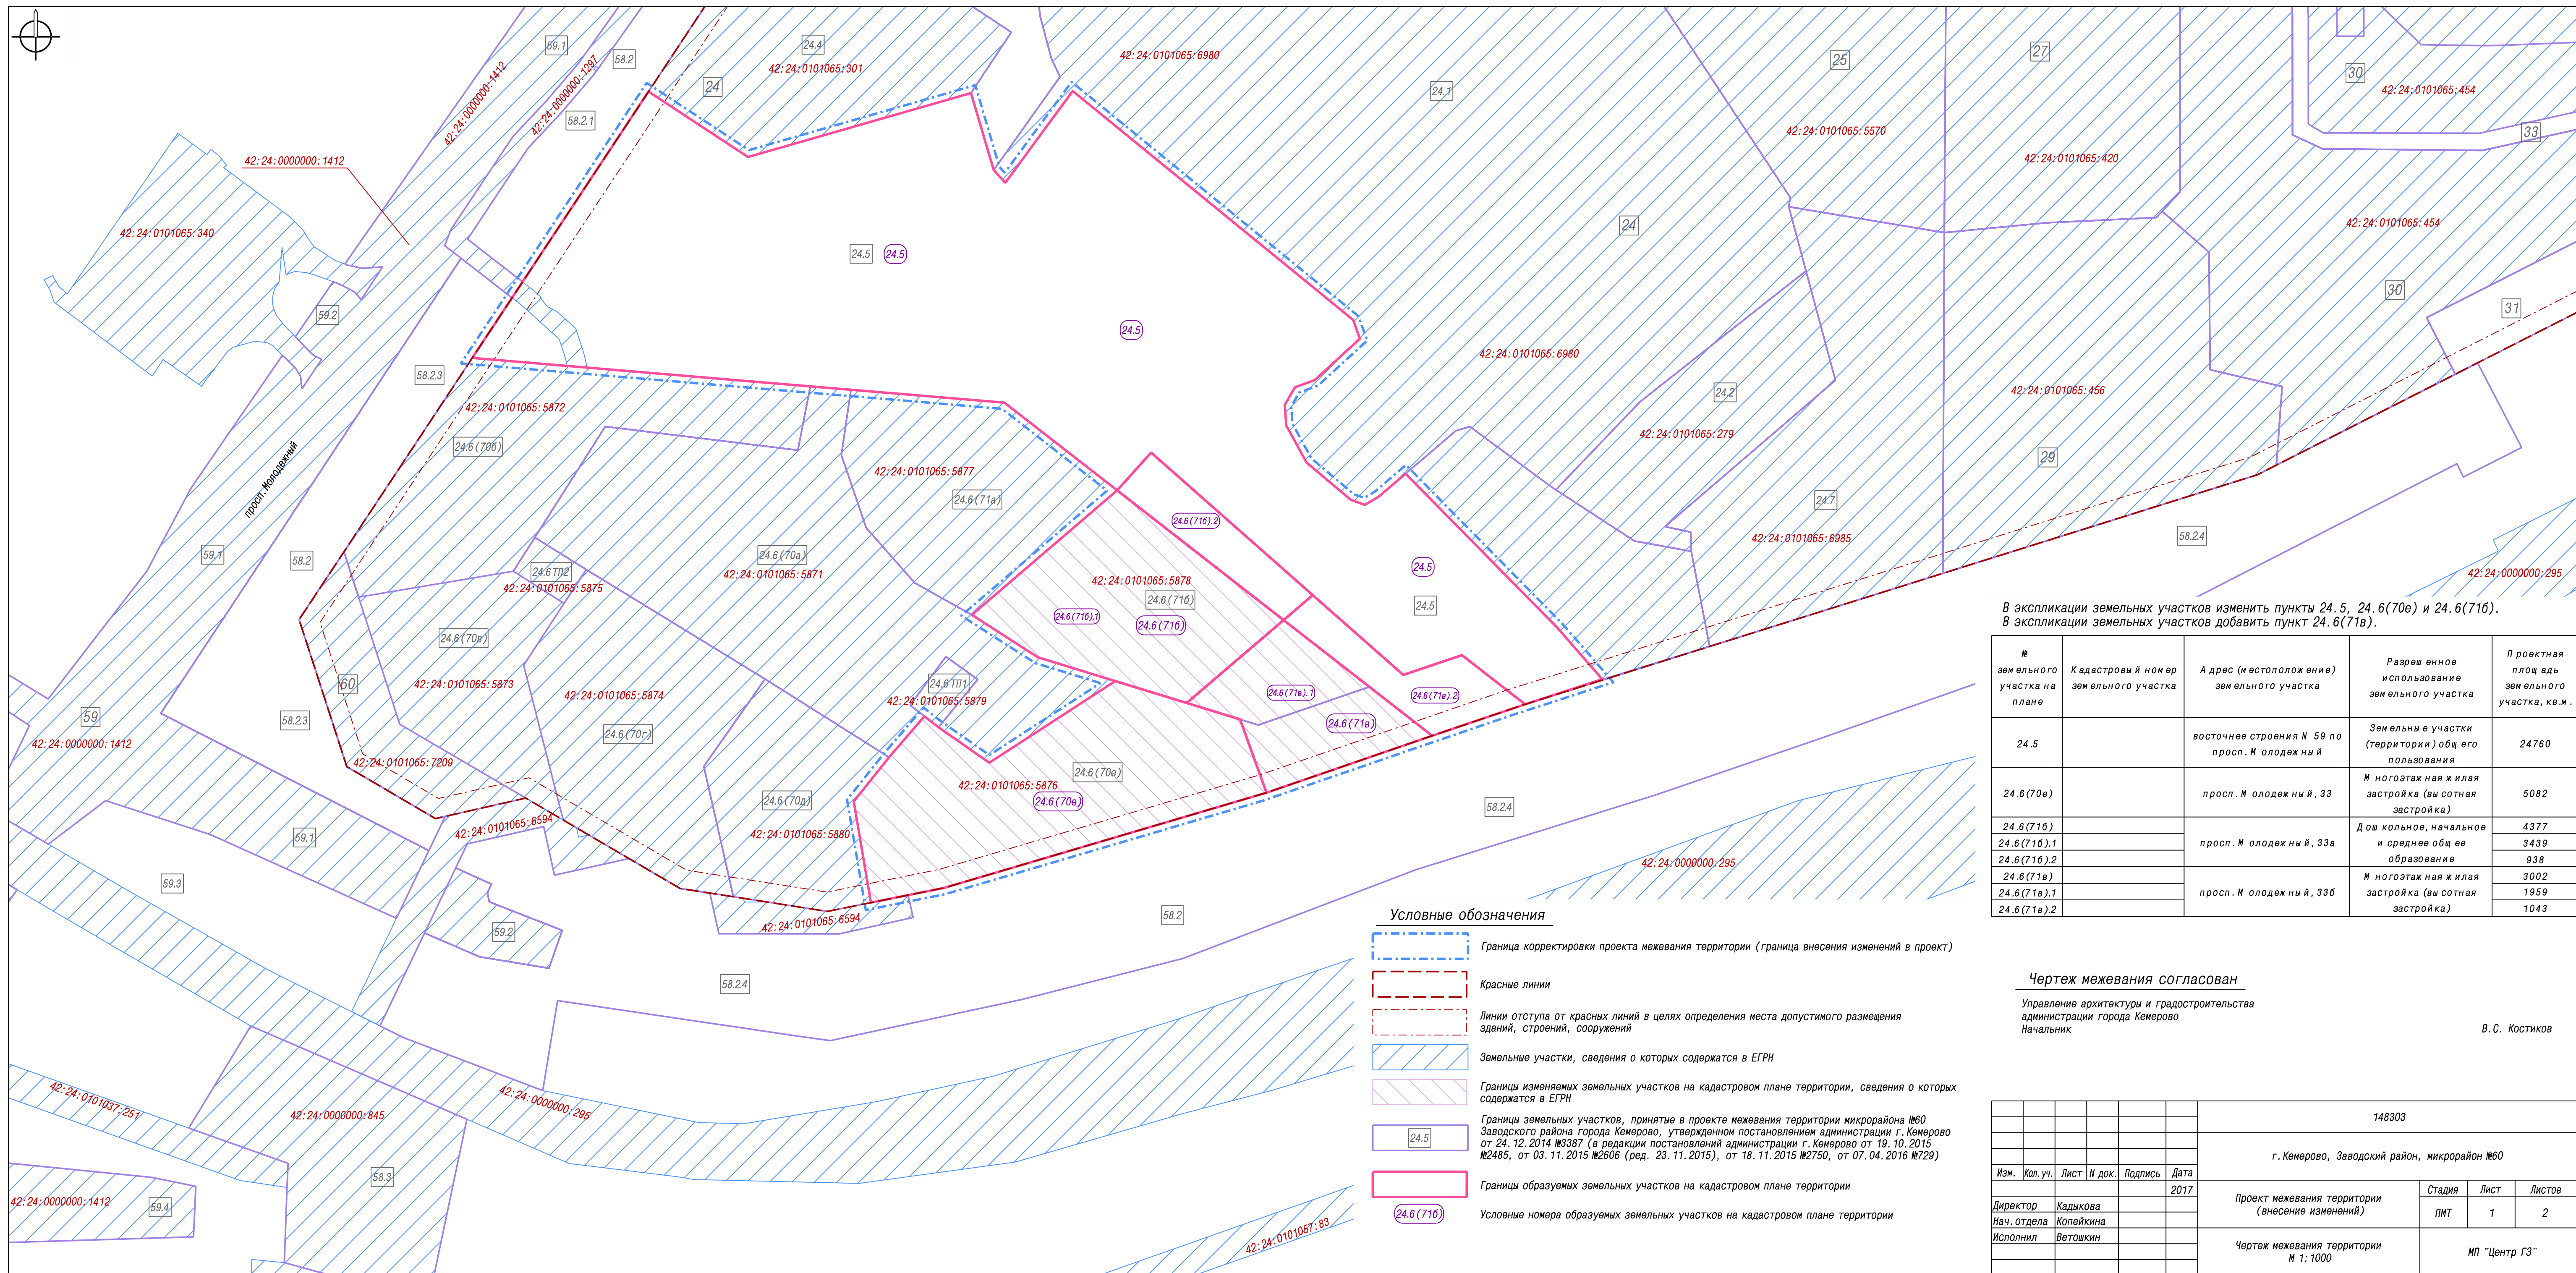 59.1
58.2
24.4
42:24:0101065:301
24
42:24:0101065:6980
24.1
25
27
30
42:24:0101065:454
33
42:24:0000000:1412
42:24:0000000:1297
58.2.1
42:24:0000000:1412
42:24:0101065:5570
42:24:0101065:420
42:24:0101065:340
24.5
24.5
24
42:24:0101065:454
30
31
59.2
24.5
58.2.3
42:24:0101065:6980
24.2
42:24:0101065:456
42:24:0101065:5872
24.6(70б)
42:24:0101065:279
29
просп.Молодежный
42:24:0101065:5877
24.6(71а)
24.7
59.1
58.2
24.6(70а)
42:24:0101065:5871
24.6(71б).2
42:24:0101065:6985
58.2.4
24.6 ТП2
42:24:0101065:5875
42:24:0101065:5878
24.6(71б)
24.6(71б).1
24.6(71б)
24.5
24.5
42:24:0000000:295
24.6(70в)
60
42:24:0101065:5873
24.6 ТП1
42:24:0101065:5879
42:24:0101065:5874
24.6(71в).1
24.6(71в).2
24.6(71в)
59
42:24:0000000:1412
58.2.3
24.6(70г)
42:24:0101065:7209
24.6(70е)
42:24:0101065:5876
24.6(70е)
24.6(70д)
42:24:0101065:5880
42:24:0101065:6594
58.2.4
59.1
42:24:0000000:295
59.3
42:24:0101065:6594
58.2
59.2
58.2.4
42:24:0101037:251
42:24:0000000:845
42:24:0000000:295
58.3
42:24:0000000:1412
59.4
42:24:0101057:83
В экспликации земельных участков изменить пункты 24.5, 24.6(70е) и 24.6(71б).
В экспликации земельных участков добавить пункт 24.6(71в).
№ земельного участка на плане
Кадастровый номер земельного участка
Адрес (местоположение) земельного участка
Разрешенное использование земельного участка
Проектная площадь земельного участка, кв.м.
24.5
восточнее строения N 59 по просп.Молодежный
Земельные участки (территории) общего пользования
24760
24.6(70е)
просп.Молодежный,33
Многоэтажная жилая застройка (высотная застройка)
5082
24.6(71б)
24.6(71б).1
24.6(71б).2
просп.Молодежный,33а
Дошкольное, начальное и среднее общее образование
4377
3439
938
24.6(71в)
24.6(71в).1
24.6(71в).2
просп.Молодежный,33б
Многоэтажная жилая застройка (высотная застройка)
3002
1959
1043
Условные обозначения
Граница корректировки проекта межевания территории (граница внесения изменений в проект)
Красные линии
Линии отступа от красных линий в целях определения места допустимого размещения
зданий, строений, сооружений
Земельные участки, сведения о которых содержатся в ЕГРН
Границы изменяемых земельных участков на кадастровом плане территории, сведения о которых
содержатся в ЕГРН
24.5
Границы земельных участков, принятые в проекте межевания территории микрорайона №60
Заводского района города Кемерово, утвержденном постановлением администрации г.Кемерово
от 24.12.2014 №3387 (в редакции постановлений администрации г.Кемерово от 19.10.2015
№2485, от 03.11.2015 №2606 (ред. 23.11.2015), от 18.11.2015 №2750, от 07.04.2016 №729)
Границы образуемых земельных участков на кадастровом плане территории
24.6(71б)
Условные номера образуемых земельных участков на кадастровом плане территории
Чертеж межевания согласован
Управление архитектуры и градостроительства
администрации города Кемерово
Начальник В.С. Костиков
148303
г.Кемерово, Заводский район, микрорайон №60
Изм. Кол.уч. Лист N док. Подпись Дата
2017
Проект межевания территории
(внесение изменений)
Стадия Лист Листов
ПМТ 1 2
Директор Кадыкова
Нач.отдела Копейкина
Исполнил Ветошкин
Чертеж межевания территории
М 1:1000
МП "Центр ГЗ"